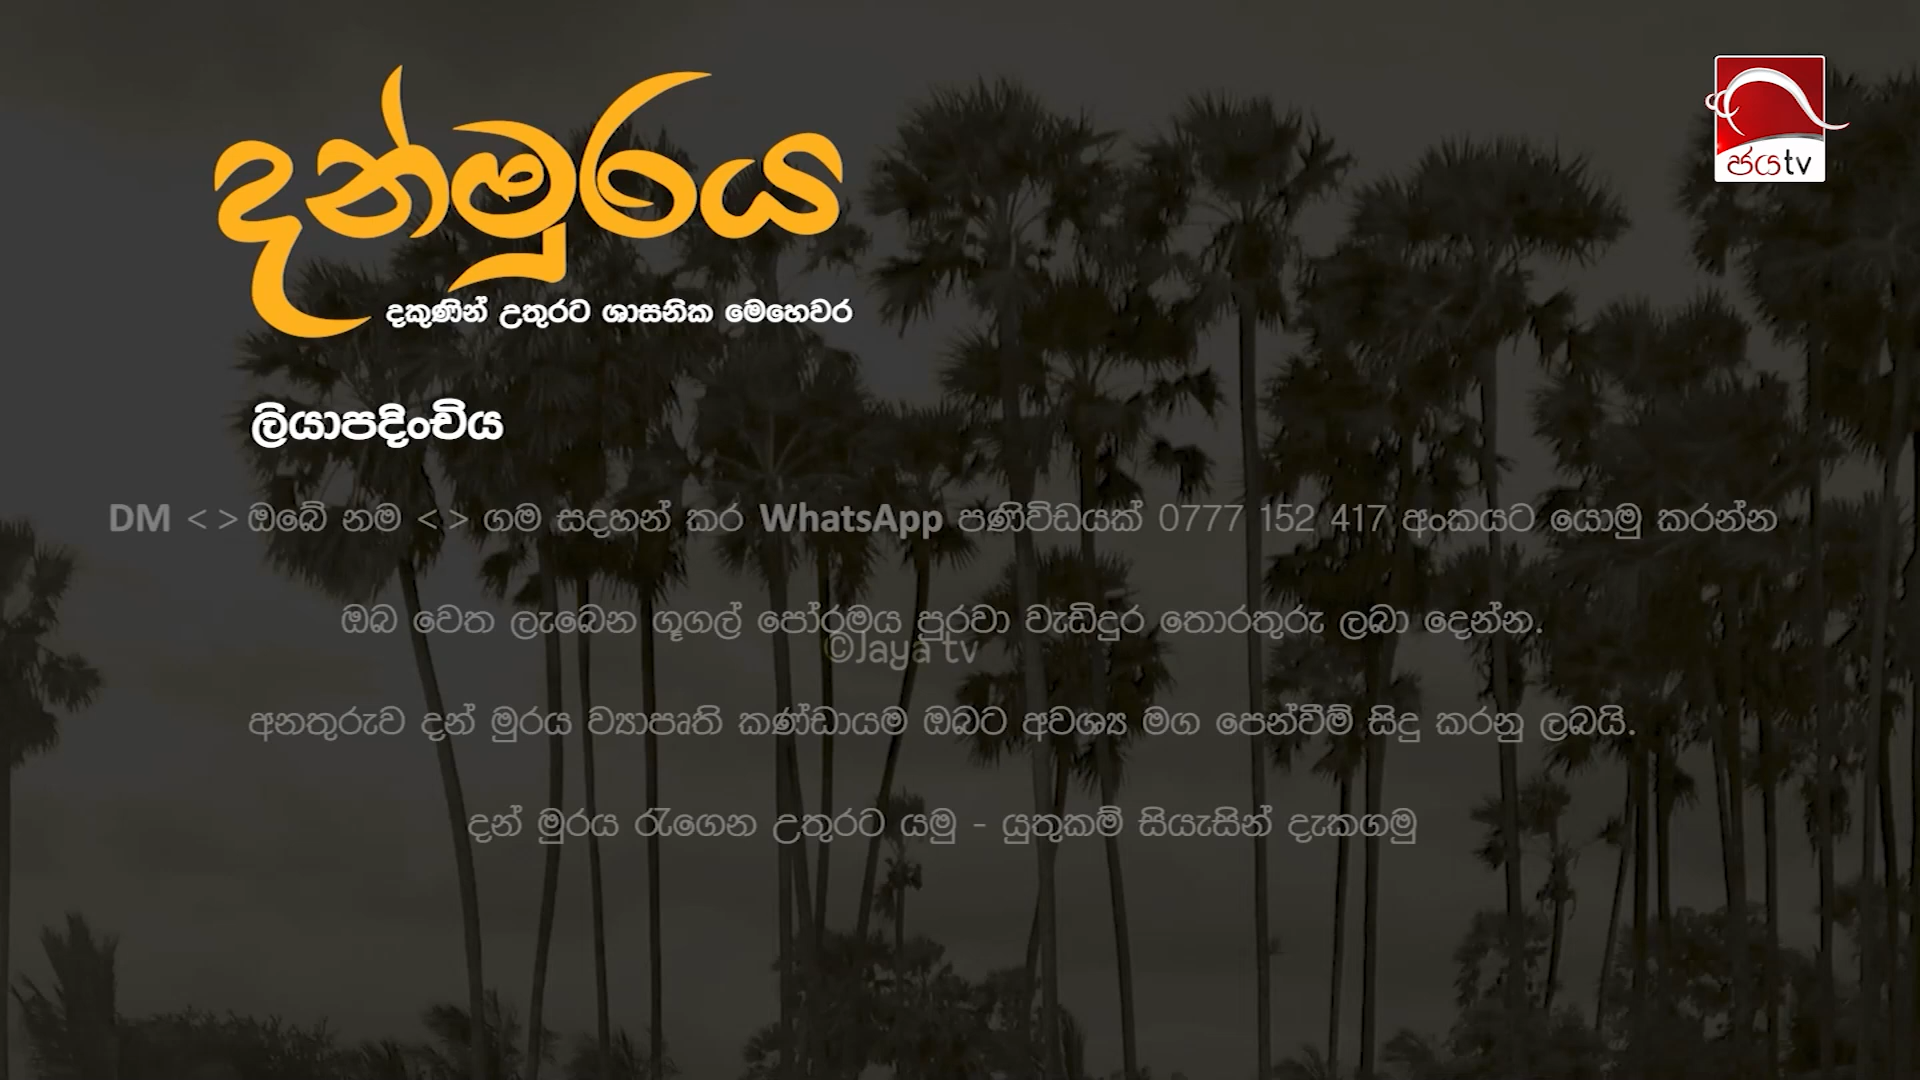 දන්මුරය
ජය tv
දකුණින් උතුරට ශාසනික මෙහෙවර
ලියාපදිංචිය
DM < > ඔබේ නම < > ගම සදහන් කර WhatsApp පණිවිඩයක් 0777 152 417 අංකයට යොමු කරන්න
ඔබ වෙත ලැබෙන ගූගල් පෝරමය පුරවා වැඩිදුර තොරතුරු ලබා දෙන්න.
©Jaya tv
අනතුරුව දන් මුරය ව්‍යාපෘති කණ්ඩායම ඔබට අවශ්‍ය මග පෙන්වීම් සිදු කරනු ලබයි.
දන් මුරය රැගෙන උතුරට යමු - යුතුකම් සියැසින් දැකගමු